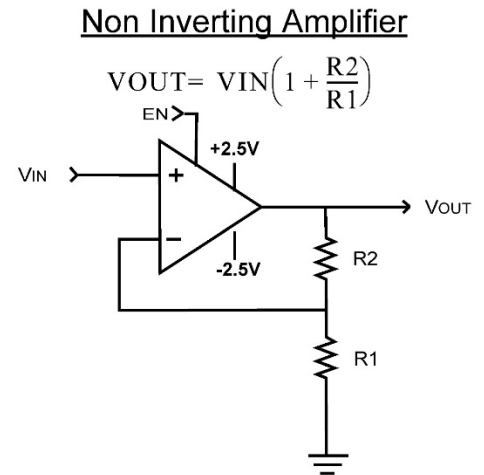 Non Inverting Amplifier
VOUT= VIN(1 + R2/R1)
EN
+2.5V
VIN
+
VOUT
-
-2.5V
R2
R1